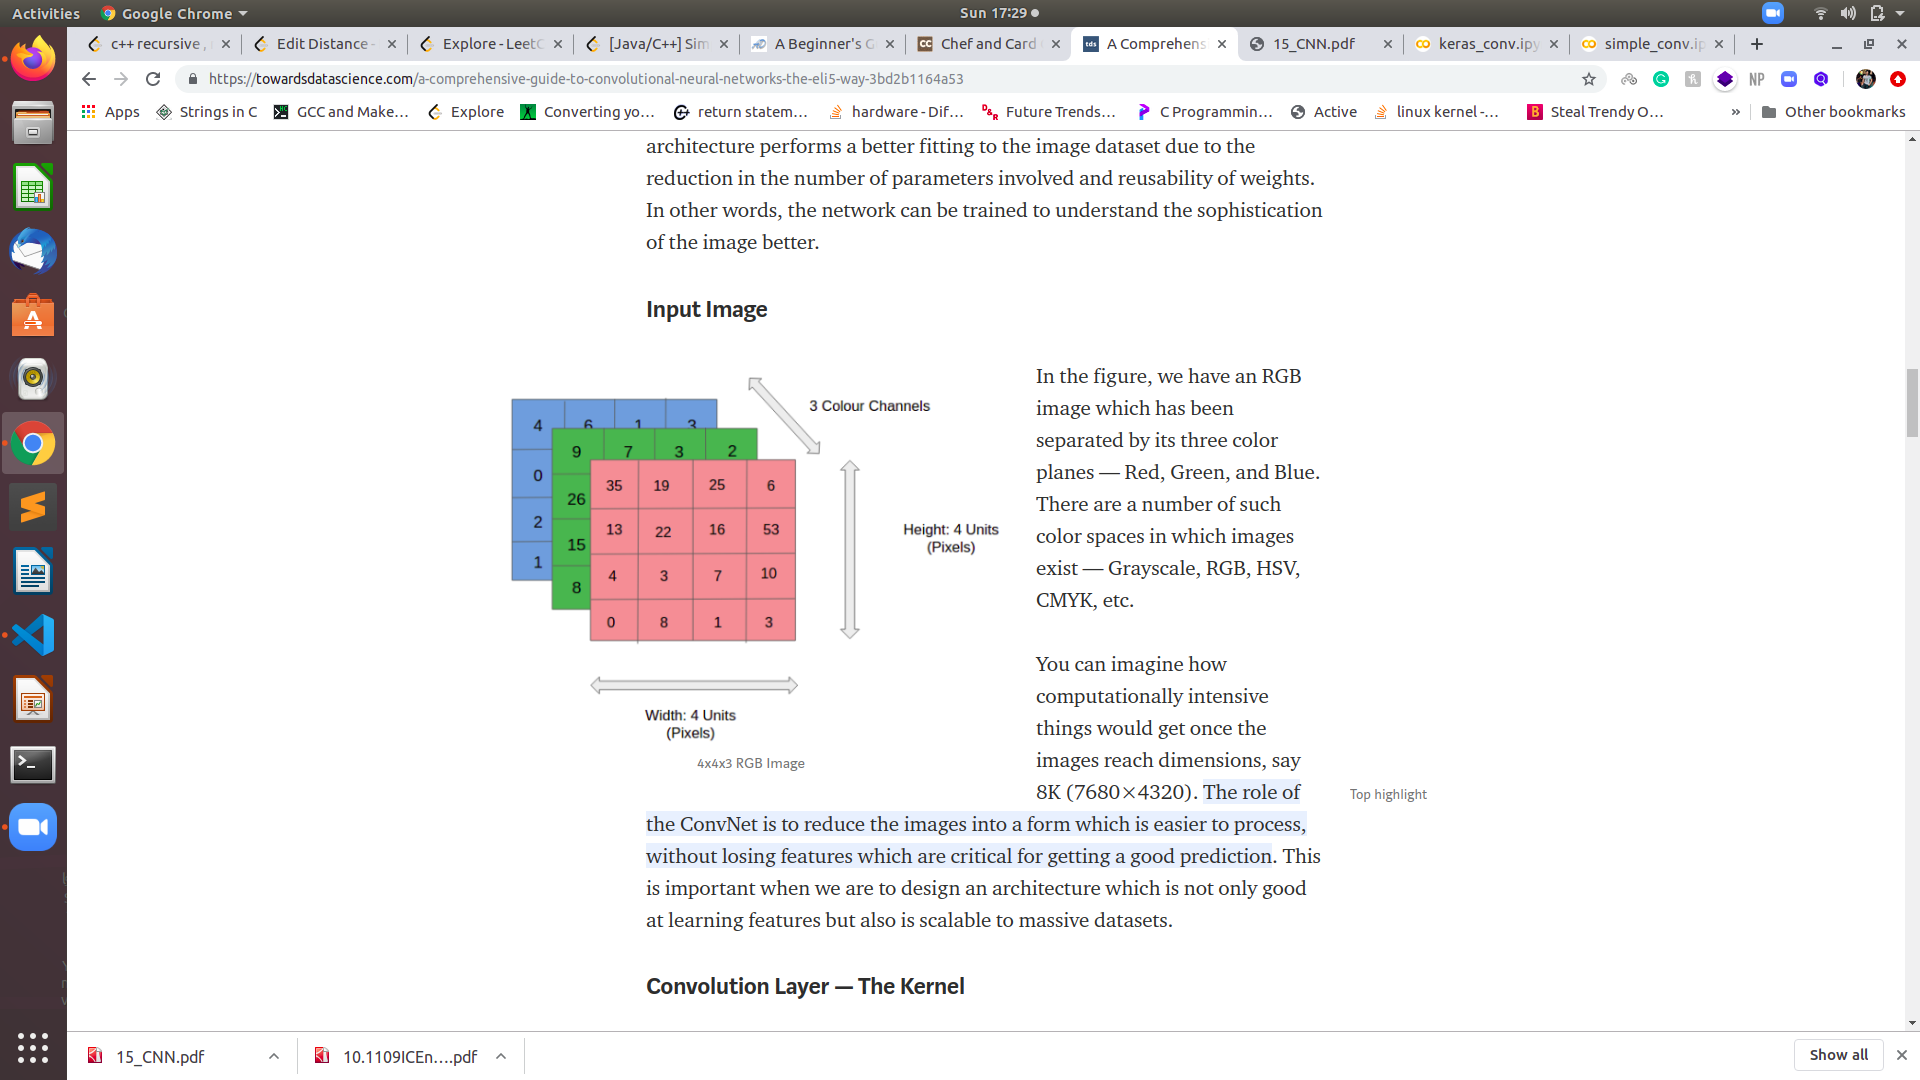 Activities
Google Chrome
Sun 17:29
c++ recursive ,
Edit Distance -
Explore - LeetC
[Java/C++] Sim
A Beginner's G
Chef and Card
A Comprehens
15_CNN.pdf
keras_conv.ipy
simple_conv.ip
https://towardsdatascience.com/a-comprehensive-guide-to-convolutional-neural-networks-the-eli5-way-3bd2b1164a53
NP
Apps
Strings in C
GCC and Make...
Explore
Converting yo...
return statem...
hardware - Dif...
Future Trends...
C Programmin...
Active
linux kernel -...
Steal Trendy O...
»
Other bookmarks
architecture performs a better fitting to the image dataset due to the
reduction in the number of parameters involved and reusability of weights.
In other words, the network can be trained to understand the sophistication
of the image better.
Input Image
3 Colour Channels
4 6 1 3
0
2
1
9 7 3 2
26
15
8
35 19 25 6
13 22 16 53
4 3 7 10
0 8 1 3
Height: 4 Units
(Pixels)
Width: 4 Units
(Pixels)
4x4x3 RGB Image
In the figure, we have an RGB
image which has been
separated by its three color
planes — Red, Green, and Blue.
There are a number of such
color spaces in which images
exist — Grayscale, RGB, HSV,
CMYK, etc.
You can imagine how
computationally intensive
things would get once the
images reach dimensions, say
8K (7680×4320). The role of
Top highlight
the ConvNet is to reduce the images into a form which is easier to process,
without losing features which are critical for getting a good prediction. This
is important when we are to design an architecture which is not only good
at learning features but also is scalable to massive datasets.
Convolution Layer — The Kernel
15_CNN.pdf
10.1109ICEn....pdf
Show all